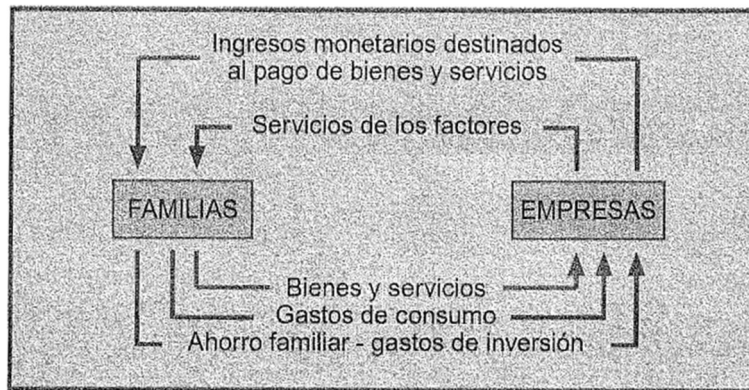 Ingresos monetarios destinados
al pago de bienes y servicios
Servicios de los factores
FAMILIAS
EMPRESAS
Bienes y servicios
Gastos de consumo
Ahorro familiar - gastos de inversión